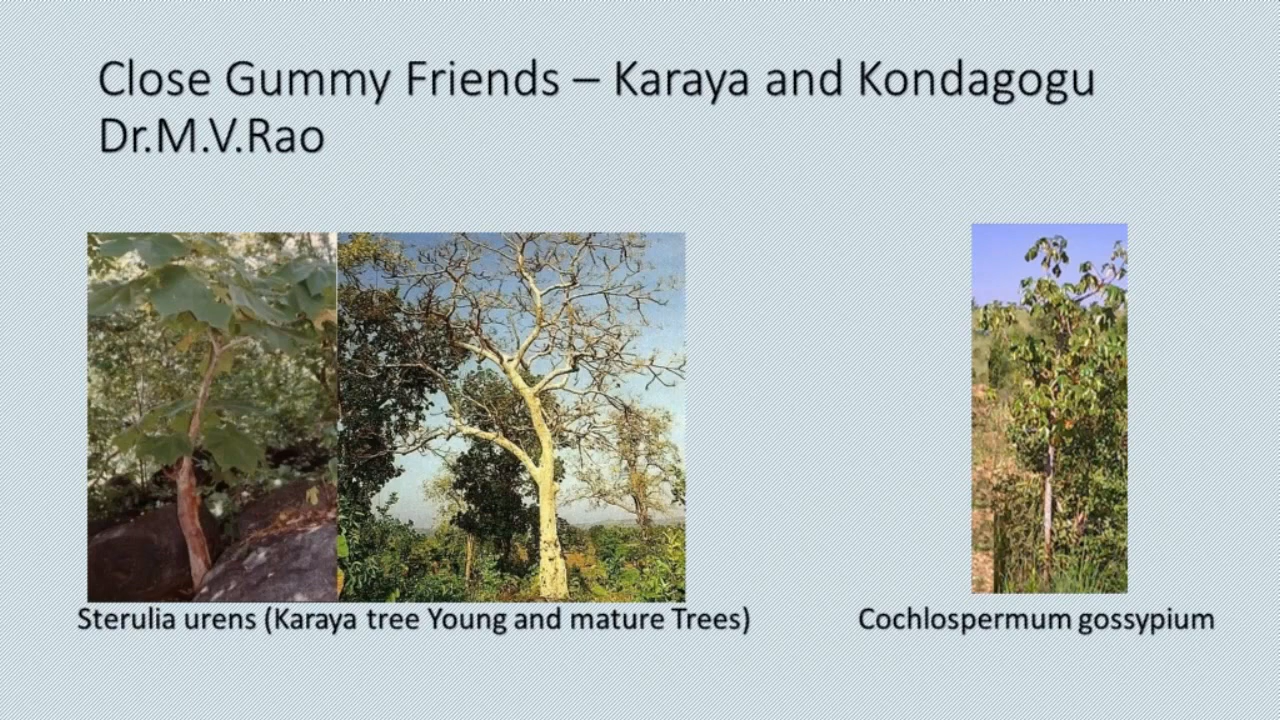 Close Gummy Friends – Karaya and Kondagogu
Dr.M.V.Rao
Sterulia urens (Karaya tree Young and mature Trees)
Cochlospermum gossypium